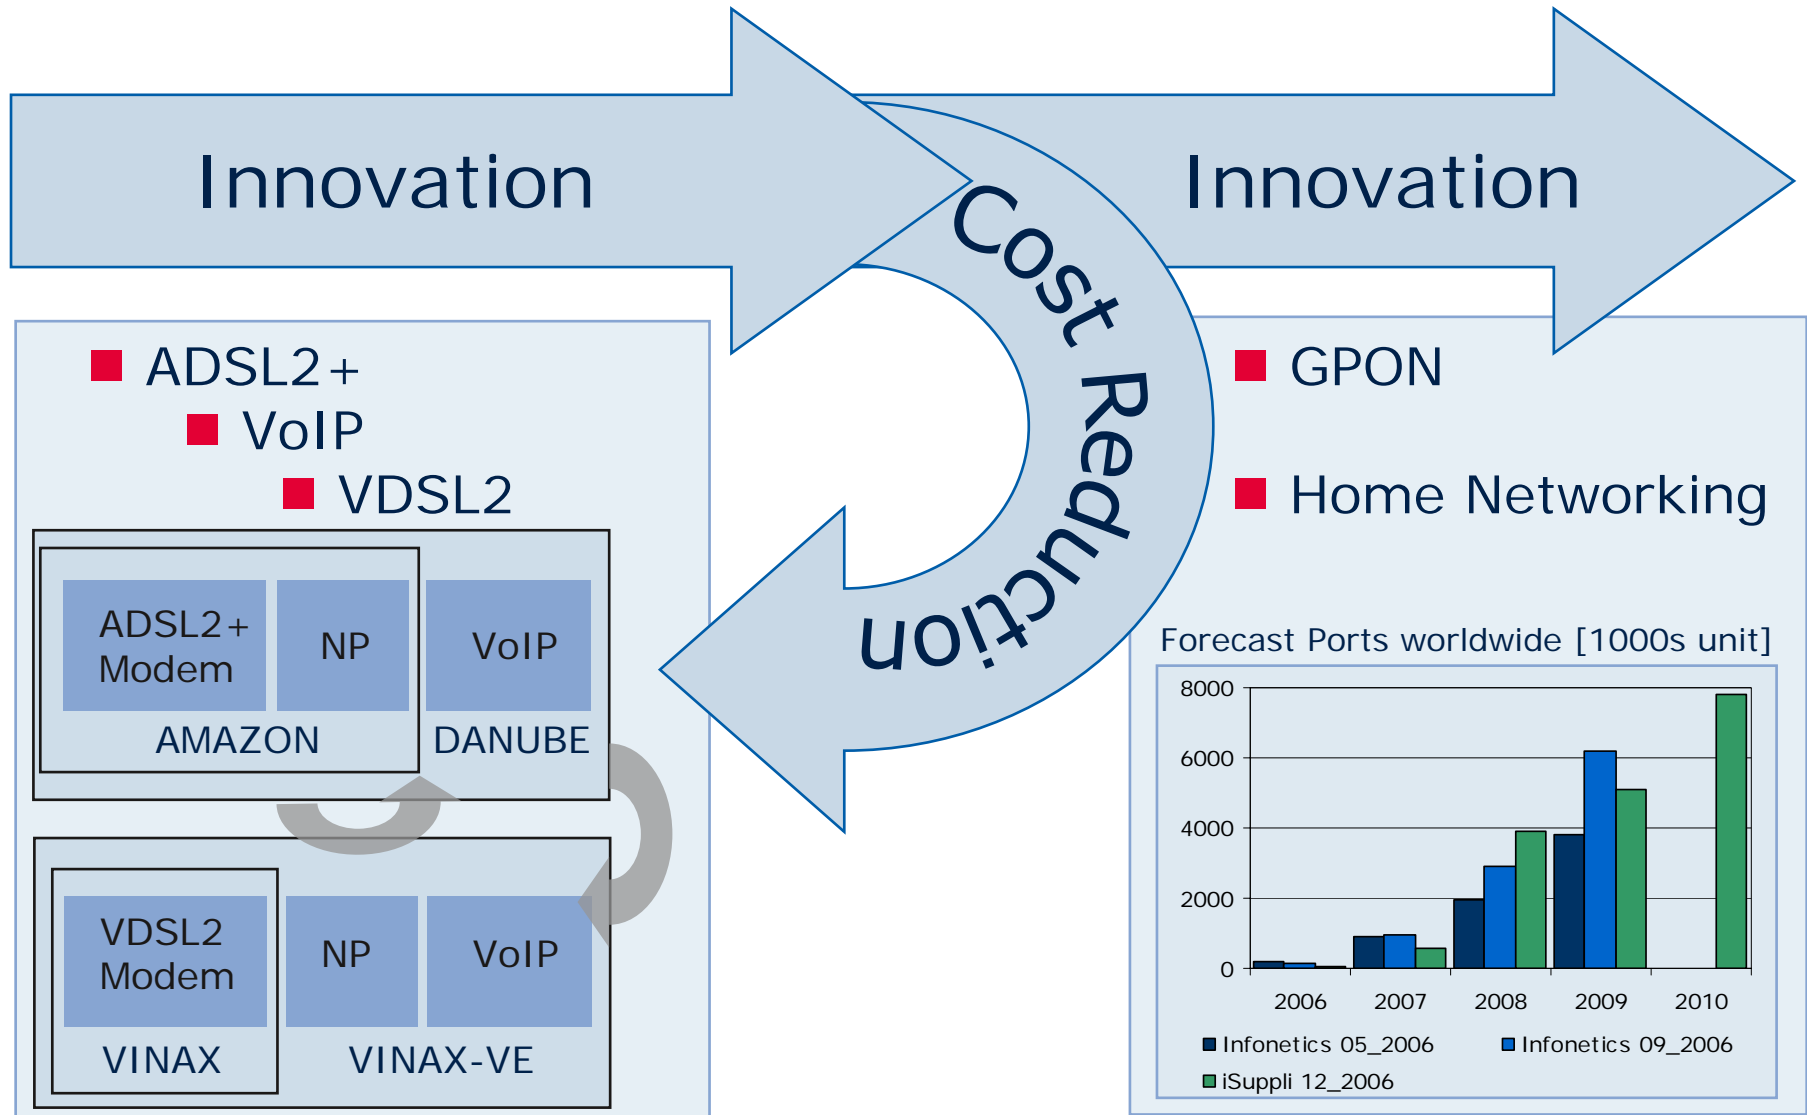 Innovation
Innovation
Cost Reduction
ADSL2+
VoIP
VDSL2
ADSL2+
Modem
NP
VoIP
AMAZON
DANUBE
VDSL2
Modem
NP
VoIP
VINAX
VINAX-VE
GPON
Home Networking
Forecast Ports worldwide [1000s unit]
8000
6000
4000
2000
0
2006 2007 2008 2009 2010
Infonetics 05_2006
Infonetics 09_2006
iSuppli 12_2006